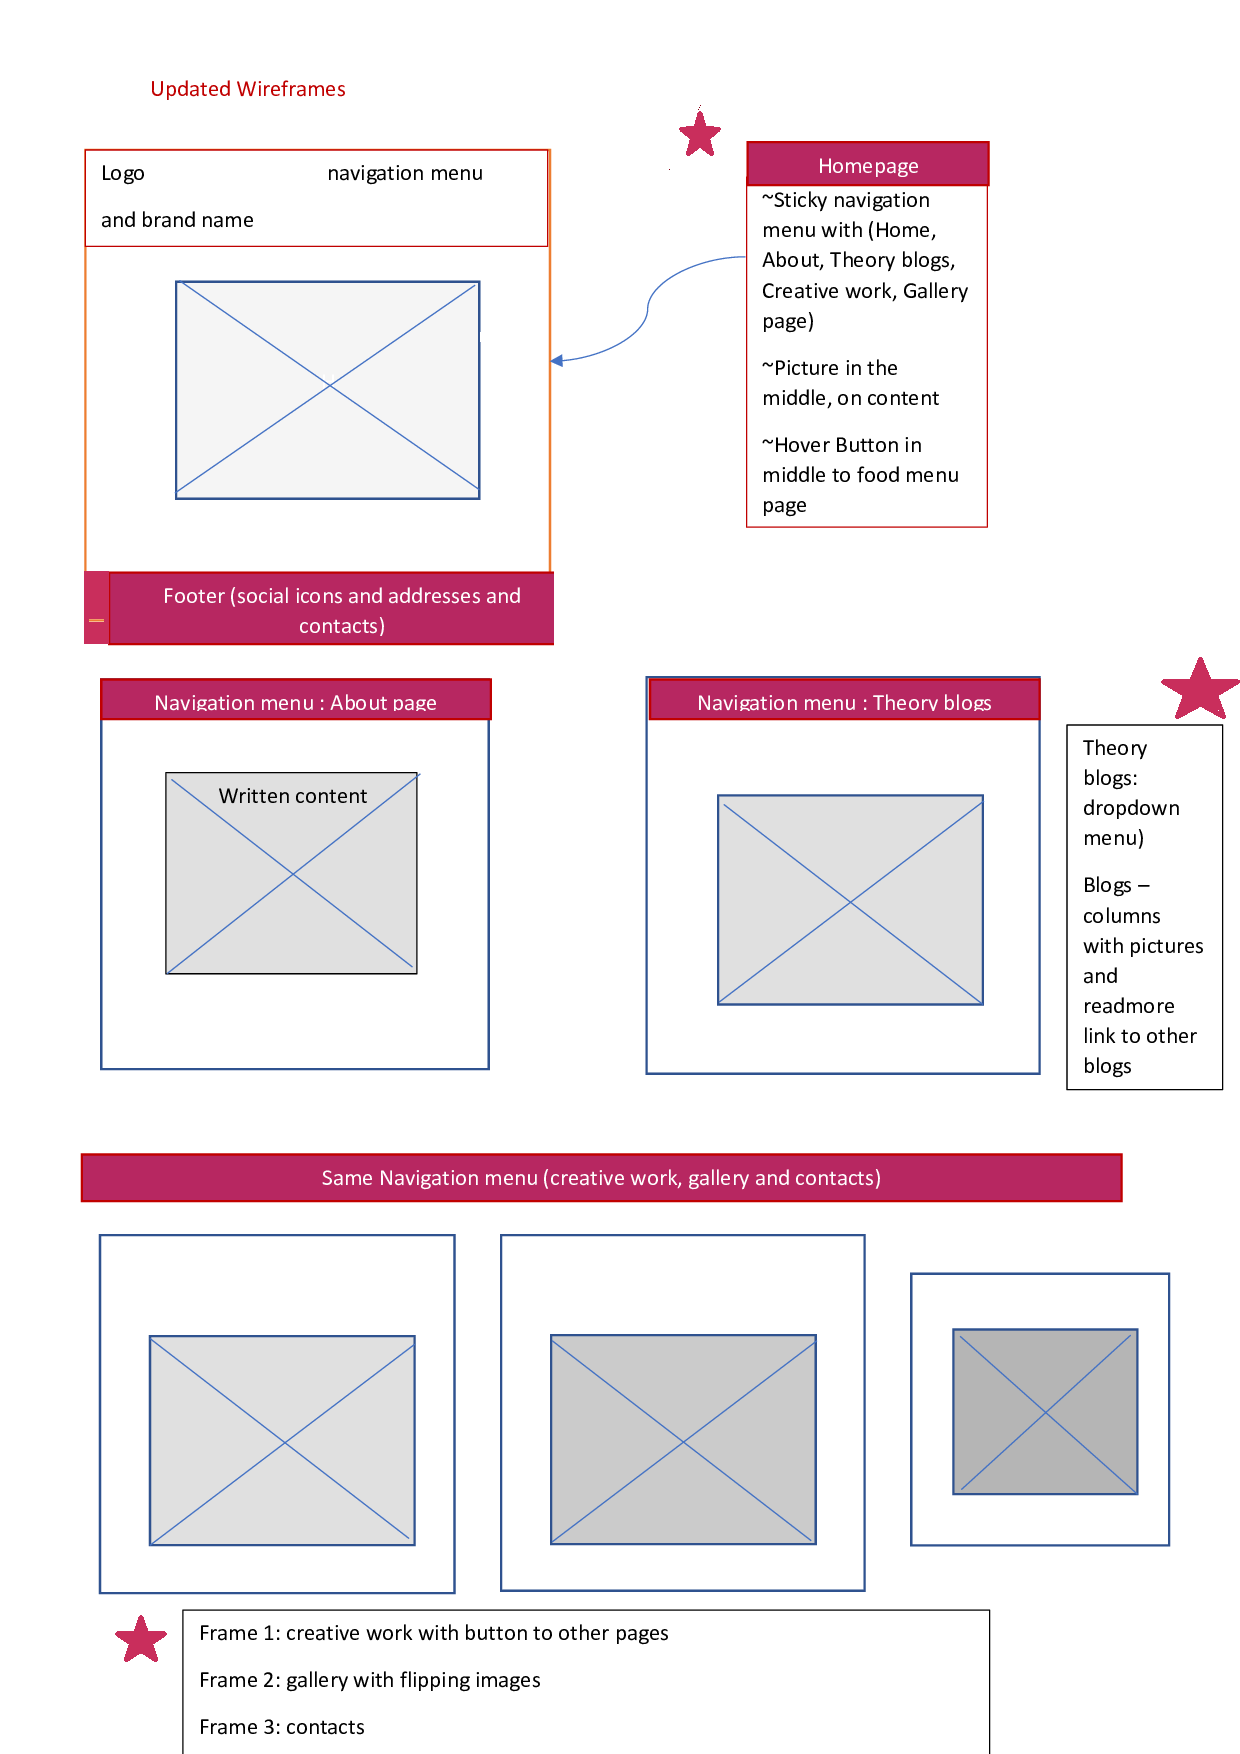 Updated Wireframes
Logo navigation menu
and brand name
Homepage
~Sticky navigation
menu with (Home,
About, Theory blogs,
Creative work, Gallery
page)
~Picture in the
middle, on content
~Hover Button in
middle to food menu
page
Footer (social icons and addresses and
contacts)
Navigation menu : About page
Written content
Navigation menu : Theory blogs
Theory
blogs:
dropdown
menu)
Blogs –
columns
with pictures
and
readmore
link to other
blogs
Same Navigation menu (creative work, gallery and contacts)
Frame 1: creative work with button to other pages
Frame 2: gallery with flipping images
Frame 3: contacts